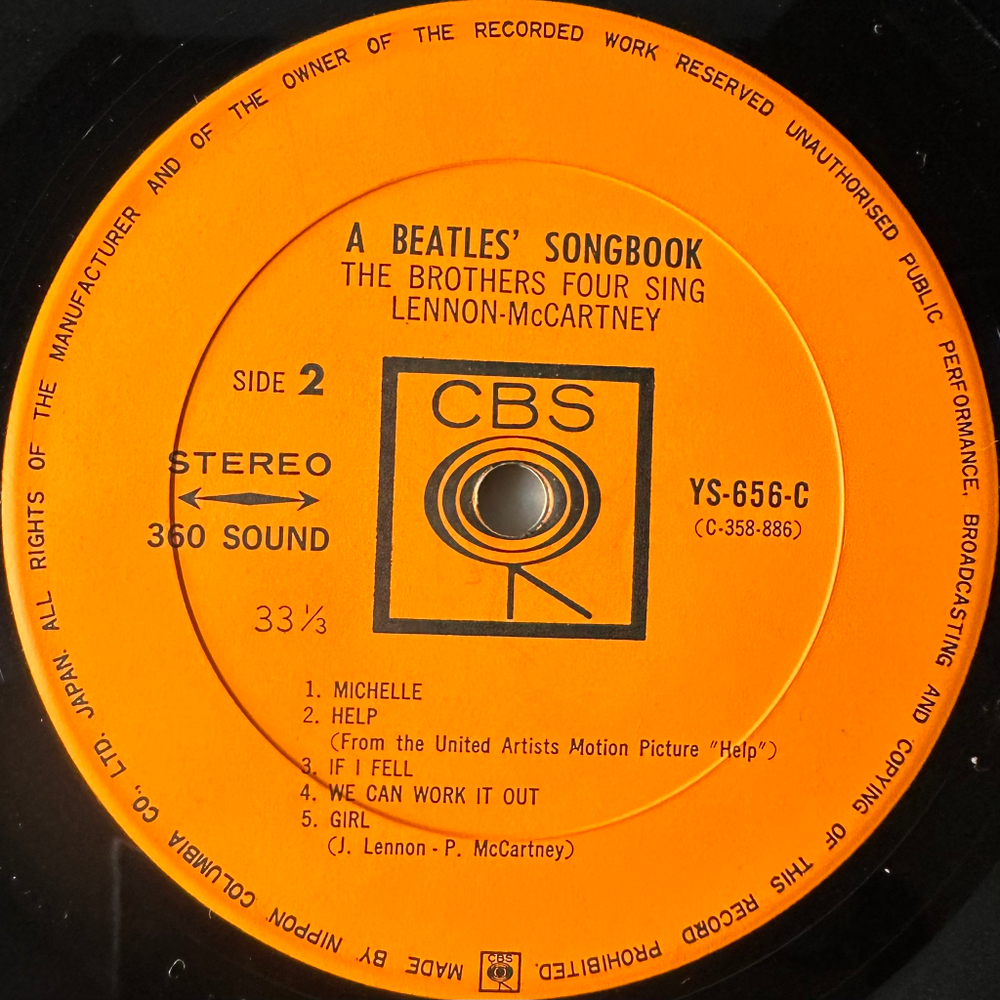 A BEATLES' SONGBOOK
THE BROTHERS FOUR SING
LENNON-McCARTNEY
SIDE 2
CBS
STEREO
360 SOUND
YS-656-C
(C-358-886)
33⅓
1. MICHELLE
2. HELP
(From the United Artists Motion Picture "Help")
3. IF I FELL
4. WE CAN WORK IT OUT
5. GIRL
(J. Lennon - P. McCartney)
MADE BY NIPPON COLUMBIA CO., LTD. JAPAN. ALL RIGHTS OF THE MANUFACTURER AND OF THE OWNER OF THE RECORDED WORK RESERVED UNAUTHORISED PUBLIC PERFORMANCE, BROADCASTING AND COPYING OF THIS RECORD PROHIBITED.
CBS